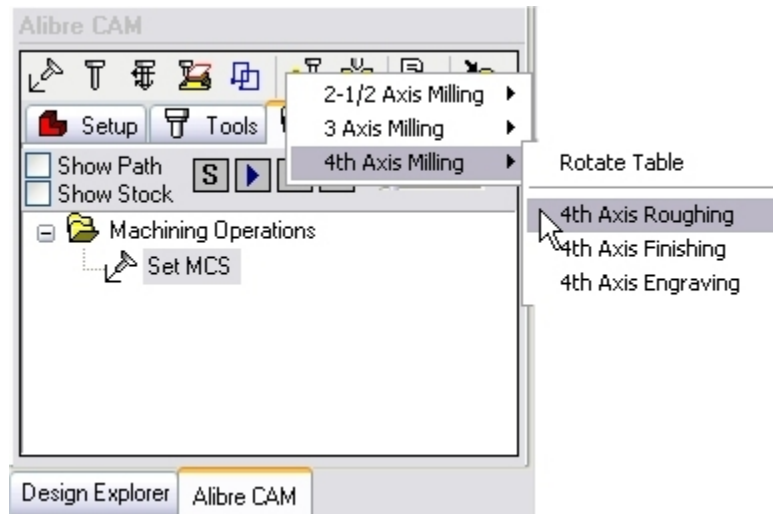 Alibre CAM
2-1/2 Axis Milling
3 Axis Milling
4th Axis Milling
Setup
Tools
Show Path
Show Stock
S
Rotate Table
4th Axis Roughing
4th Axis Finishing
4th Axis Engraving
Machining Operations
Set MCS
Design Explorer
Alibre CAM